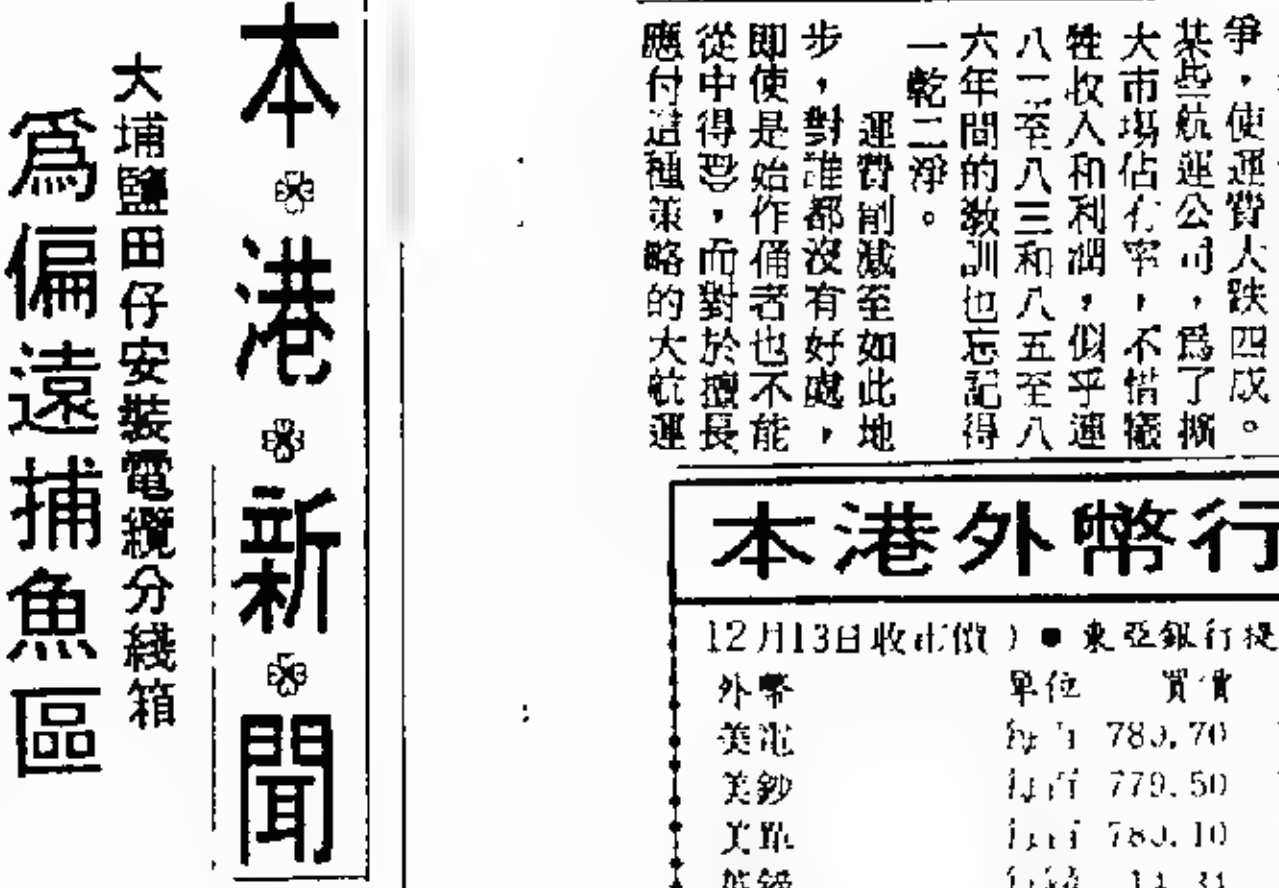 爭，使運費大跌四成。
某些航運公司，爲了擴
大市場佔有率，不惜犧
牲收入和利潤，似乎連
八一至八三和八五至八
六年間的教訓也忘記得
一乾二淨。
運費削減至如此地
步，對誰都沒有好處，
即使是始作俑者也不能
從中得益，而對於擅長
應付這種策略的大航運
本港新聞
大埔鹽田仔安裝電纜分綫箱
爲偏遠捕魚區
本港外幣行
12月13日收市價）●東亞銀行提
外幣 單位 買價
美電
美鈔 779.50